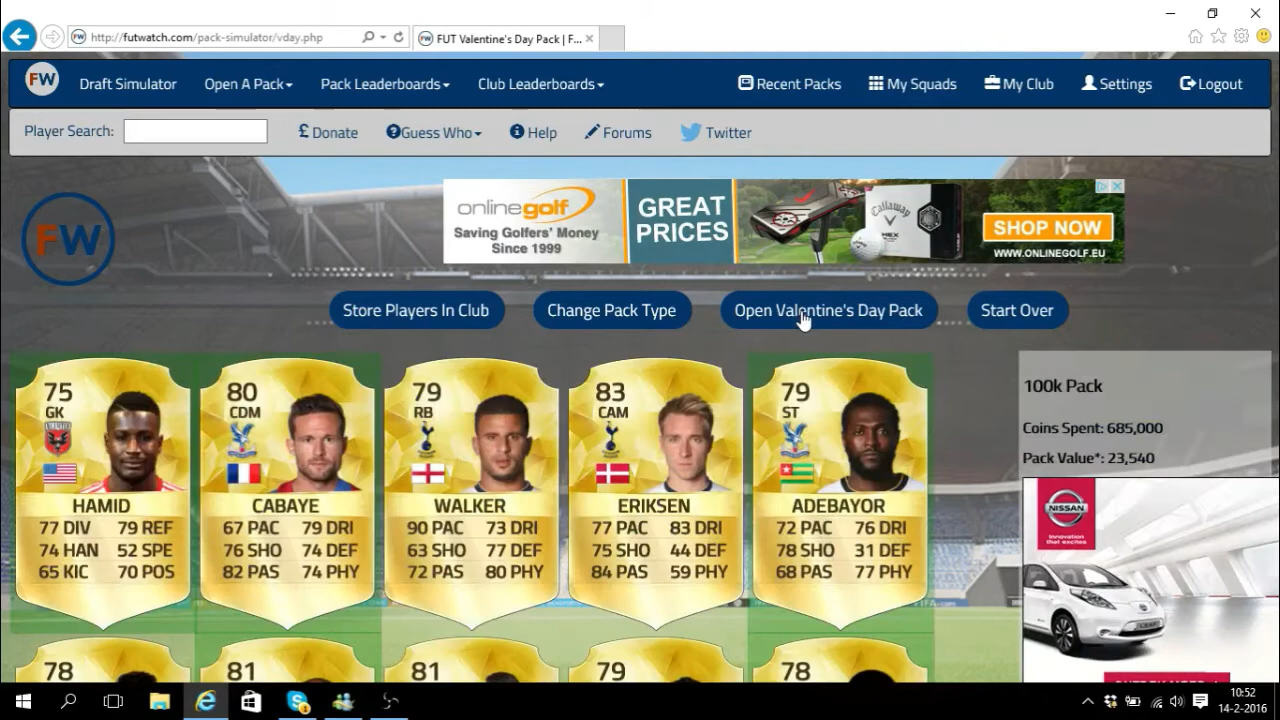 http://futwatch.com/pack-simulator/vday.php
FUT Valentine's Day Pack | F...
FW
Draft Simulator
Open A Pack
Pack Leaderboards
Club Leaderboards
Recent Packs
My Squads
My Club
Settings
Logout
Player Search:
£ Donate
Guess Who
Help
Forums
Twitter
FW
onlinegolf
Saving Golfers' Money
Since 1999
GREAT
PRICES
Callaway
HEX
SHOP NOW
WWW.ONLINEGOLF.EU
Store Players In Club
Change Pack Type
Open Valentine's Day Pack
Start Over
75
GK
HAMID
77 DIV 79 REF
74 HAN 52 SPE
65 KIC 70 POS
80
CDM
CABAYE
67 PAC 79 DRI
76 SHO 74 DEF
82 PAS 74 PHY
79
RB
WALKER
90 PAC 73 DRI
63 SHO 77 DEF
72 PAS 80 PHY
83
CAM
ERIKSEN
77 PAC 83 DRI
75 SHO 44 DEF
84 PAS 59 PHY
79
ST
ADEBAYOR
72 PAC 76 DRI
78 SHO 31 DEF
68 PAS 77 PHY
100k Pack
Coins Spent: 685,000
Pack Value*: 23,540
NISSAN
Innovation
that excites
78
81
81
79
78
10:52
14-2-2016